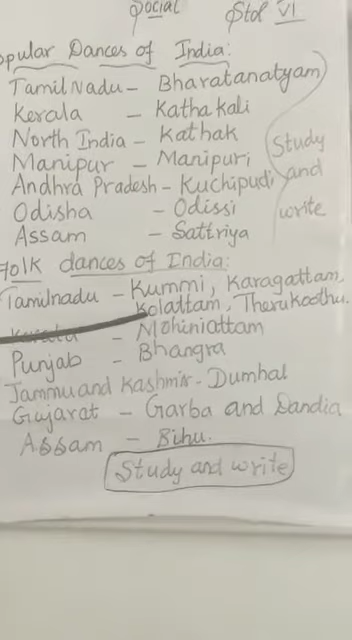 Social Std VI
opular Dances of India:
Tamil Nadu - Bharatanatyam
Kerala - Kathakali
North India - Kathak
Manipur - Manipuri
Andhra Pradesh - Kuchipudi
Odisha - Odissi
Assam - Sattriya
Study
and
write
Folk dances of India:
Tamilnadu - Kummi, Karagattam,
Kolattam, Therukoothu.
Kerala - Mohiniattam
Punjab - Bhangra
Jammu and Kashmir - Dumhal
Gujarat - Garba and Dandia
Assam - Bihu.
Study and write